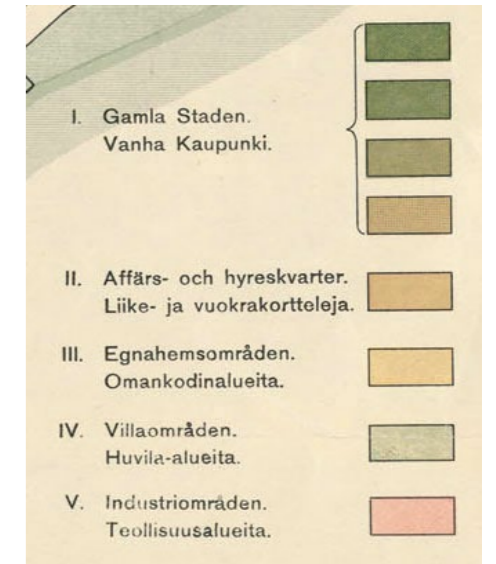 I. Gamla Staden.
Vanha Kaupunki.
II. Affärs- och hyreskvarter.
Liike- ja vuokrakortteleja.
III. Egnahemsområden.
Omankodinalueita.
IV. Villaområden.
Huvila-alueita.
V. Industriområden.
Teollisuusalueita.